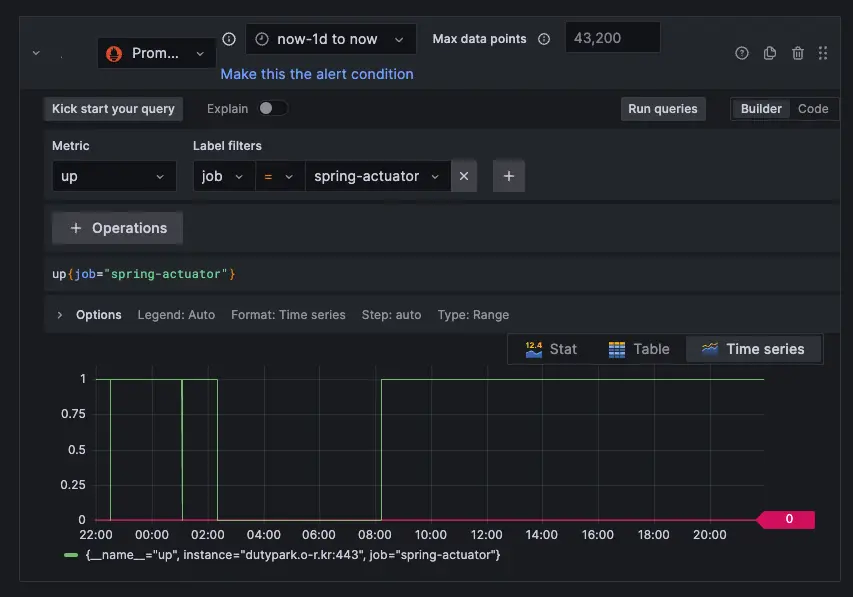 Prom...
now-1d to now
Max data points
43,200
Make this the alert condition
Kick start your query
Explain
Run queries
Builder
Code
Metric
Label filters
up
job
=
spring-actuator
+ Operations
up{job="spring-actuator"}
Options
Legend: Auto
Format: Time series
Step: auto
Type: Range
12.4
Stat
Table
Time series
1
0.75
0.5
0.25
0
0
22:00 00:00 02:00 04:00 06:00 08:00 10:00 12:00 14:00 16:00 18:00 20:00
{__name__="up", instance="dutypark.o-r.kr:443", job="spring-actuator"}